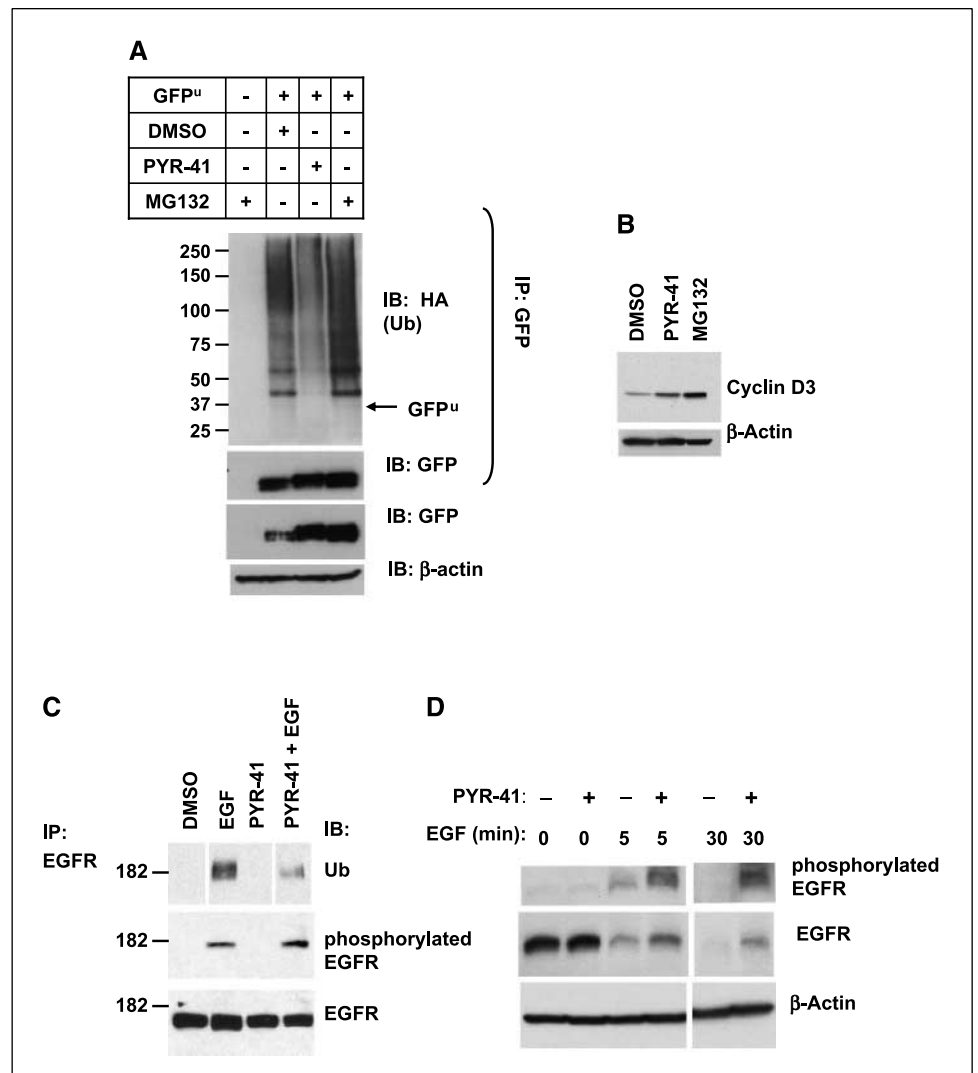 A
GFPᵘ - + + +
DMSO - + - -
PYR-41 - - + -
MG132 + - - +
250
150
100
75
50
37
25
IB: HA
(Ub)
GFPᵘ
IB: GFP
IP: GFP
IB: GFP
IB: β-actin
B
DMSO
PYR-41
MG132
Cyclin D3
β-Actin
C
DMSO
EGF
PYR-41
PYR-41 + EGF
IP:
EGFR
IB:
182
Ub
182
phosphorylated
EGFR
182
EGFR
D
PYR-41: – + – + – +
EGF (min): 0 0 5 5 30 30
phosphorylated
EGFR
EGFR
β-Actin